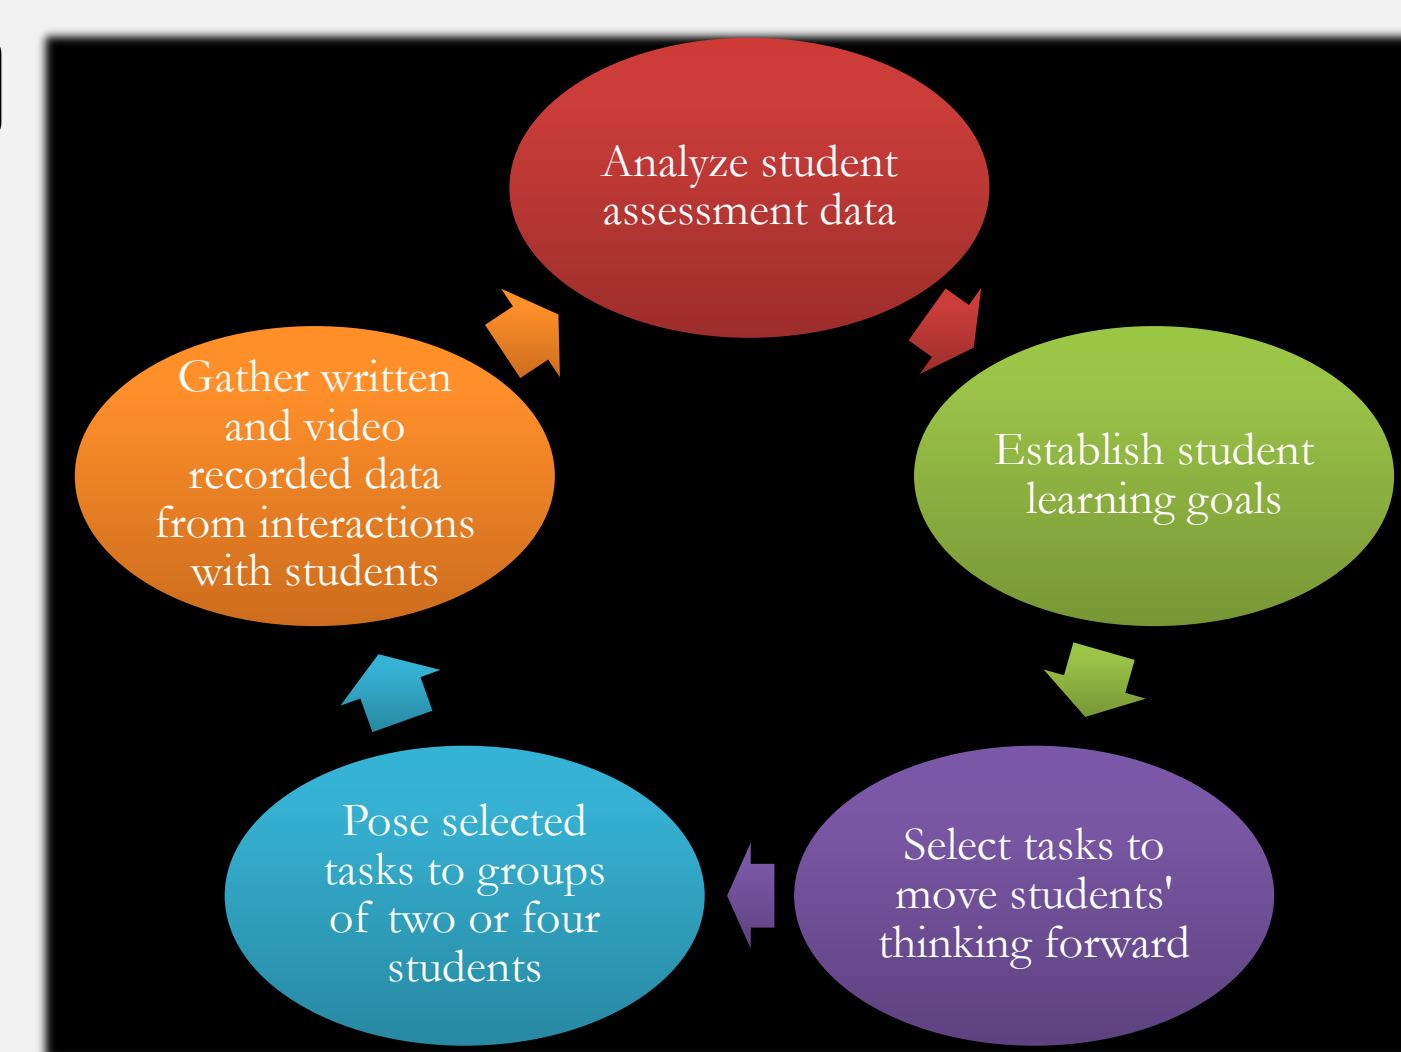 Analyze student
assessment data
Establish student
learning goals
Select tasks to
move students'
thinking forward
Pose selected
tasks to groups
of two or four
students
Gather written
and video
recorded data
from interactions
with students